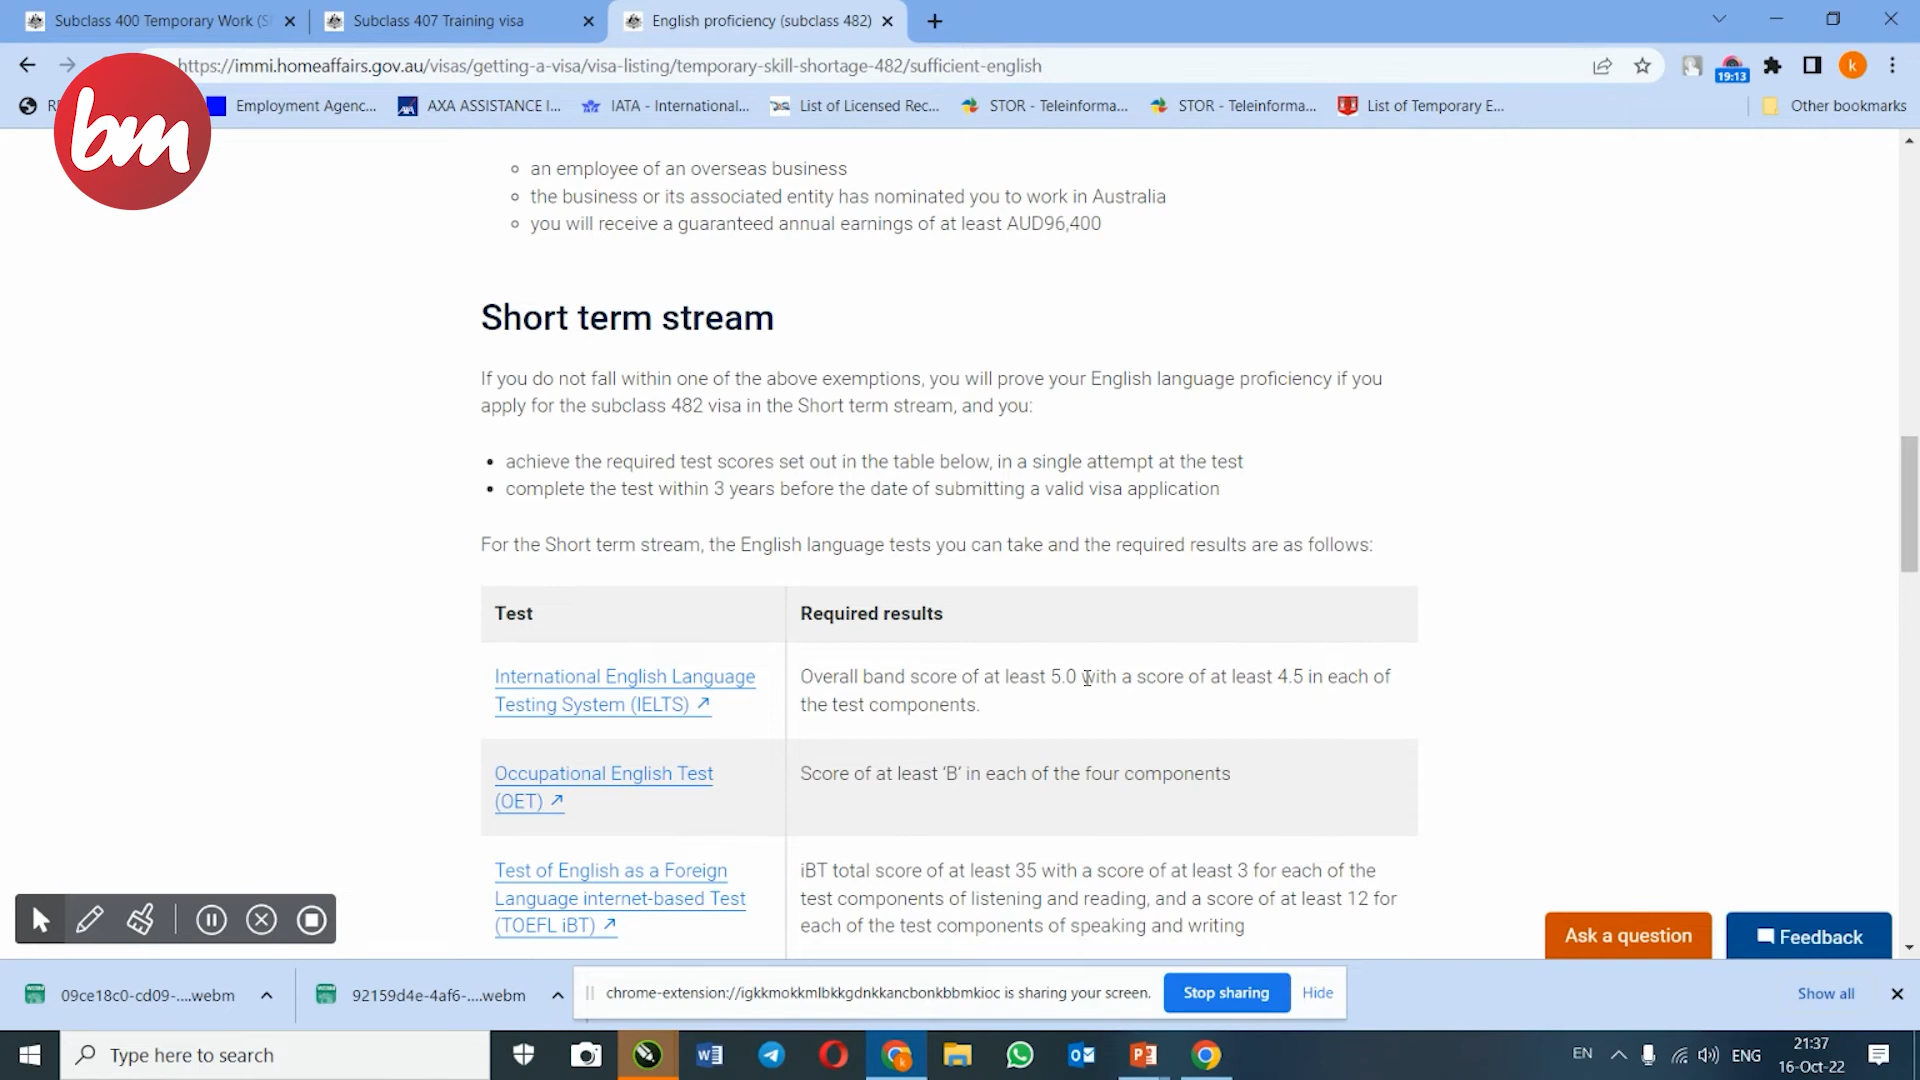 Subclass 400 Temporary Work (S
Subclass 407 Training visa
English proficiency (subclass 482)
https://immi.homeaffairs.gov.au/visas/getting-a-visa/visa-listing/temporary-skill-shortage-482/sufficient-english
19:13
k
Employment Agenc...
AXA ASSISTANCE I...
IATA - International...
List of Licensed Rec...
STOR - Teleinforma...
STOR - Teleinforma...
List of Temporary E...
Other bookmarks
bm
an employee of an overseas business
the business or its associated entity has nominated you to work in Australia
you will receive a guaranteed annual earnings of at least AUD96,400
Short term stream
If you do not fall within one of the above exemptions, you will prove your English language proficiency if you
apply for the subclass 482 visa in the Short term stream, and you:
achieve the required test scores set out in the table below, in a single attempt at the test
complete the test within 3 years before the date of submitting a valid visa application
For the Short term stream, the English language tests you can take and the required results are as follows:
Test
Required results
International English Language
Testing System (IELTS)
Overall band score of at least 5.0 with a score of at least 4.5 in each of
the test components.
Occupational English Test
(OET)
Score of at least ‘B’ in each of the four components
Test of English as a Foreign
Language internet-based Test
(TOEFL iBT)
iBT total score of at least 35 with a score of at least 3 for each of the
test components of listening and reading, and a score of at least 12 for
each of the test components of speaking and writing
Ask a question
Feedback
09ce18c0-cd09-....webm
92159d4e-4af6-....webm
chrome-extension://igkkmokkmlbkkgdnkkancbonkbbmkioc is sharing your screen.
Stop sharing
Hide
Show all
Type here to search
EN
ENG
21:37
16-Oct-22